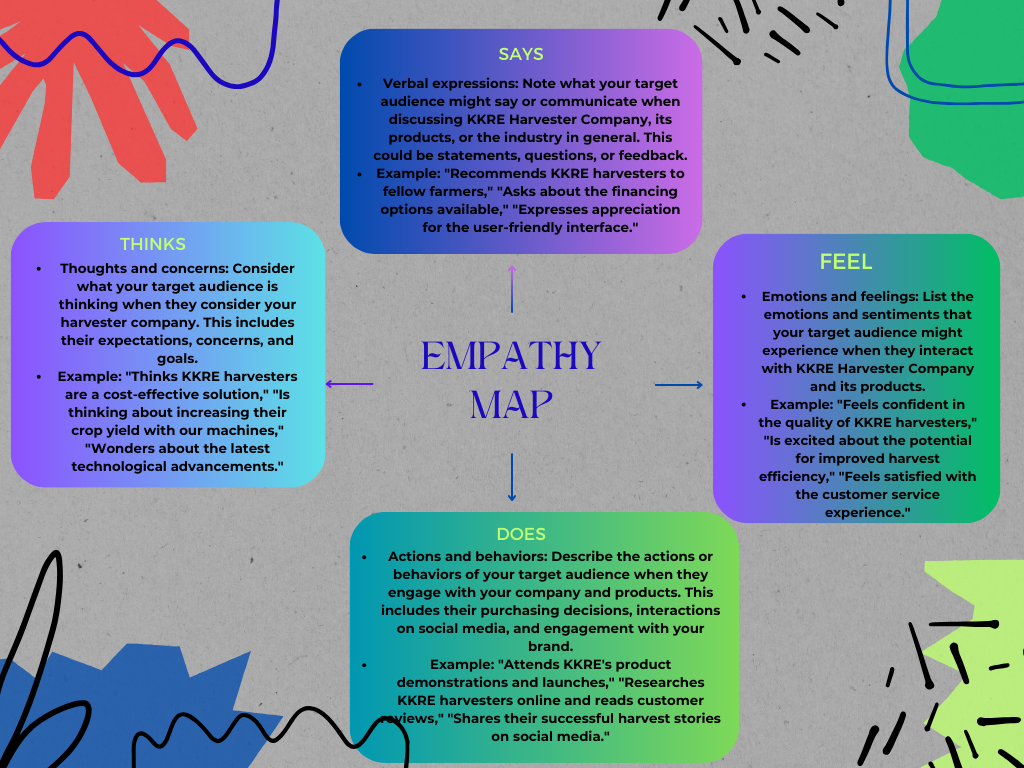 SAYS
• Verbal expressions: Note what your target
audience might say or communicate when
discussing KKRE Harvester Company, its
products, or the industry in general. This
could be statements, questions, or feedback.
• Example: "Recommends KKRE harvesters to
fellow farmers," "Asks about the financing
options available," "Expresses appreciation
for the user-friendly interface."
THINKS
• Thoughts and concerns: Consider
what your target audience is
thinking when they consider your
harvester company. This includes
their expectations, concerns, and
goals.
• Example: "Thinks KKRE harvesters
are a cost-effective solution," "Is
thinking about increasing their
crop yield with our machines,"
"Wonders about the latest
technological advancements."
EMPATHY
MAP
FEEL
• Emotions and feelings: List the
emotions and sentiments that
your target audience might
experience when they interact
with KKRE Harvester Company
and its products.
• Example: "Feels confident in
the quality of KKRE harvesters,"
"Is excited about the potential
for improved harvest
efficiency," "Feels satisfied with
the customer service
experience."
DOES
• Actions and behaviors: Describe the actions or
behaviors of your target audience when they
engage with your company and products. This
includes their purchasing decisions, interactions
on social media, and engagement with your
brand.
• Example: "Attends KKRE's product
demonstrations and launches," "Researches
KKRE harvesters online and reads customer
reviews," "Shares their successful harvest stories
on social media."